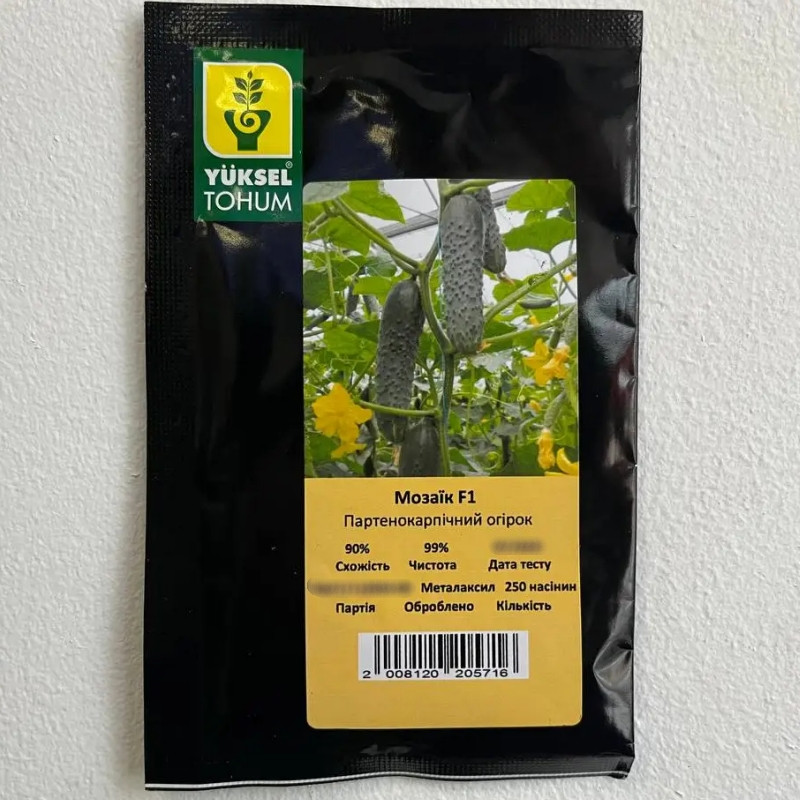 YÜKSEL®
TOHUM
Мозаїк F1
Партенокарпічний огірок
90% 99%
Схожість Чистота Дата тесту
Металаксил 250 насінин
Партія Оброблено Кількість
2 008120 205716